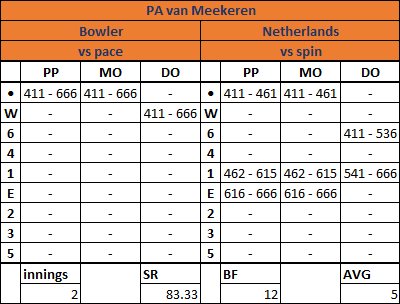 PA van Meekeren
Bowler Netherlands
vs pace vs spin
PP MO DO PP MO DO
• 411 - 666 411 - 666 - • 411 - 461 411 - 461 -
W - - 411 - 666 W - - -
6 - - - 6 - - 411 - 536
4 - - - 4 - - -
1 - - - 1 462 - 615 462 - 615 541 - 666
E - - - E 616 - 666 616 - 666 -
2 - - - 2 - - -
3 - - - 3 - - -
5 - - - 5 - - -
innings SR BF AVG
2 83.33 12 5